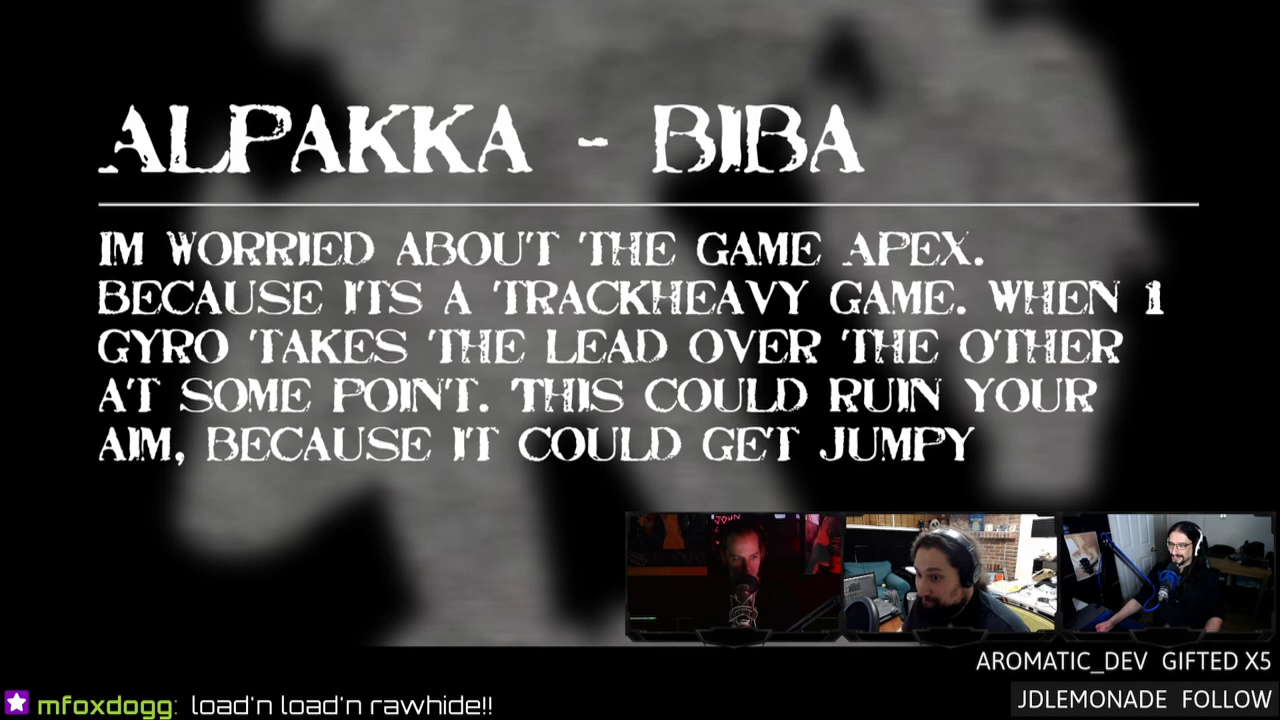 ALPAKKA - BIBA
IM WORRIED ABOUT THE GAME APEX.
BECAUSE ITS A TRACKHEAVY GAME. WHEN 1
GYRO TAKES THE LEAD OVER THE OTHER
AT SOME POINT. THIS COULD RUIN YOUR
AIM, BECAUSE IT COULD GET JUMPY
AROMATIC_DEV GIFTED X5
JDLEMONADE FOLLOW
mfoxdogg: load'n load'n rawhide!!